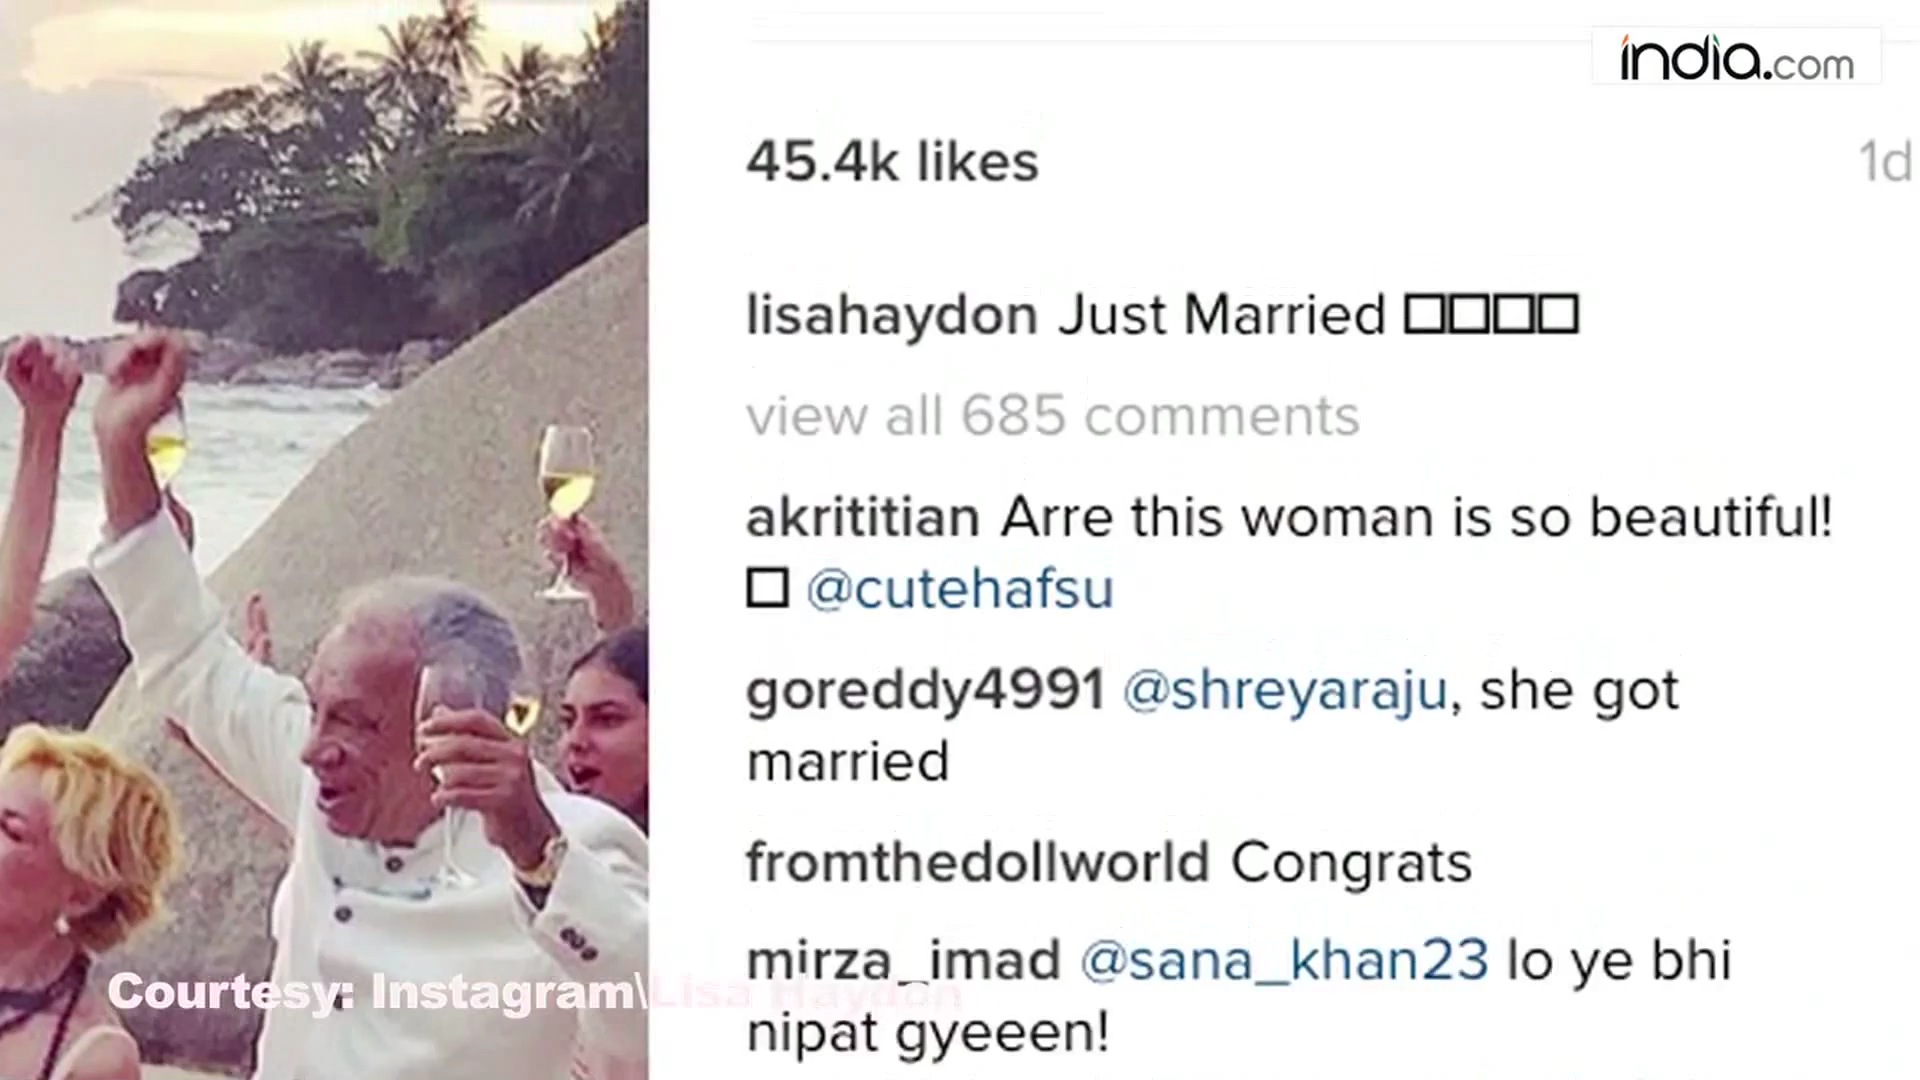 india.com
45.4k likes 1d
lisahaydon Just Married □□□□
view all 685 comments
akrititian Arre this woman is so beautiful!
□ @cutehafsu
goreddy4991 @shreyaraju, she got
married
fromthedollworld Congrats
mirza_imad @sana_khan23 lo ye bhi
nipat gyeeen!
Courtesy: Instagram\Lisa Haydon